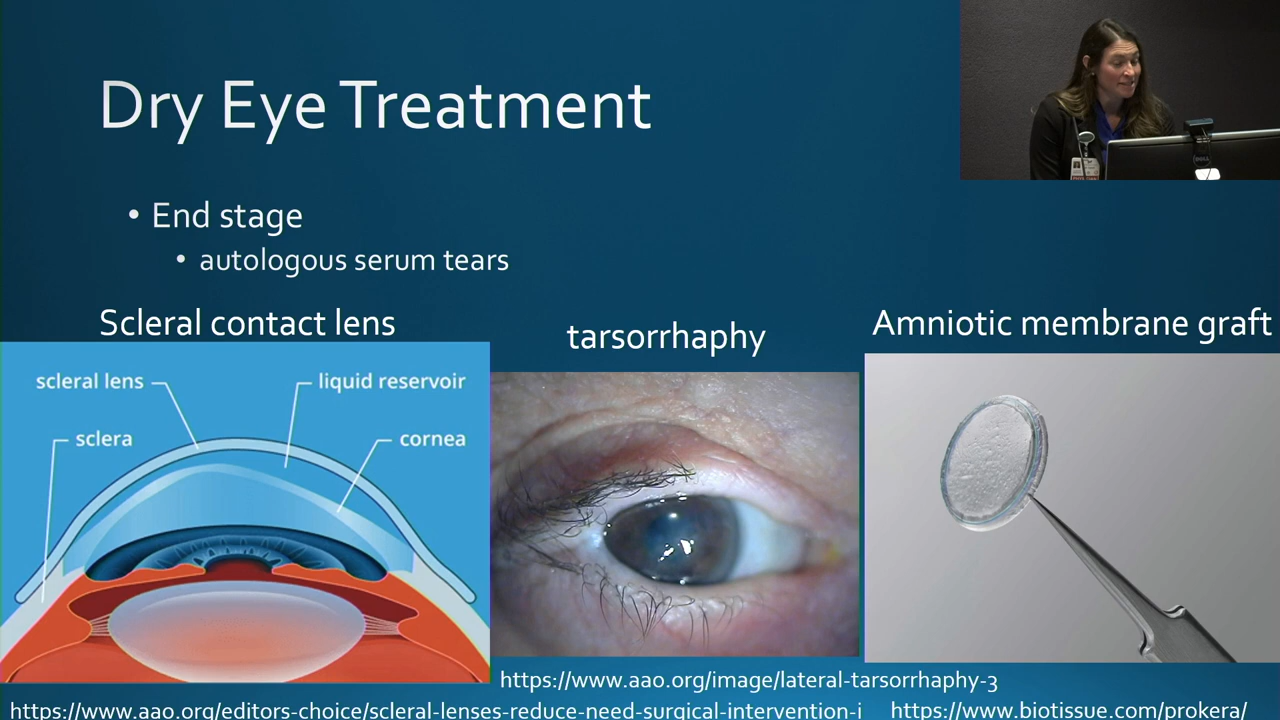 Dry Eye Treatment
• End stage
• autologous serum tears
Scleral contact lens
tarsorrhaphy
Amniotic membrane graft
scleral lens
liquid reservoir
sclera
cornea
https://www.aao.org/image/lateral-tarsorrhaphy-3
https://www.aao.org/editors-choice/scleral-lenses-reduce-need-surgical-intervention-i
https://www.biotissue.com/prokera/
DELL